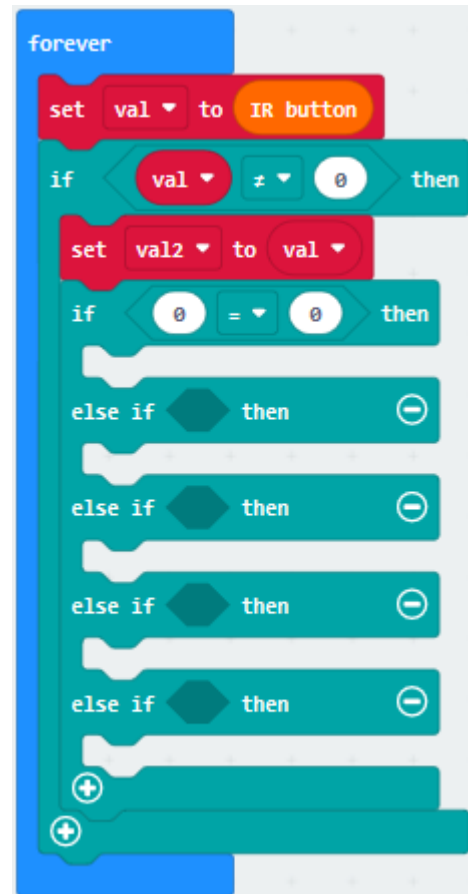 forever
set val to IR button
if val ≠ 0 then
set val2 to val
if 0 = 0 then
else if then
else if then
else if then
else if then